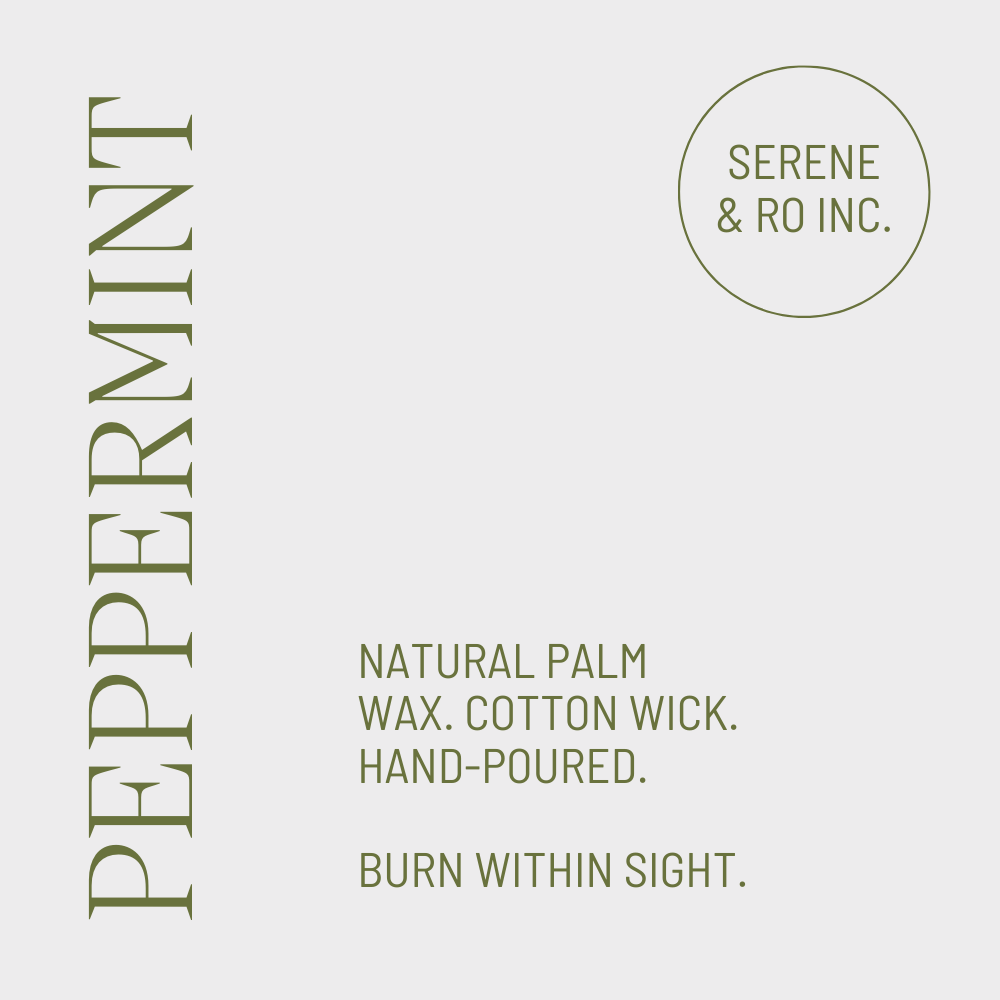 PEPPERMINT
SERENE
& RO INC.
NATURAL PALM
WAX. COTTON WICK.
HAND-POURED.
BURN WITHIN SIGHT.